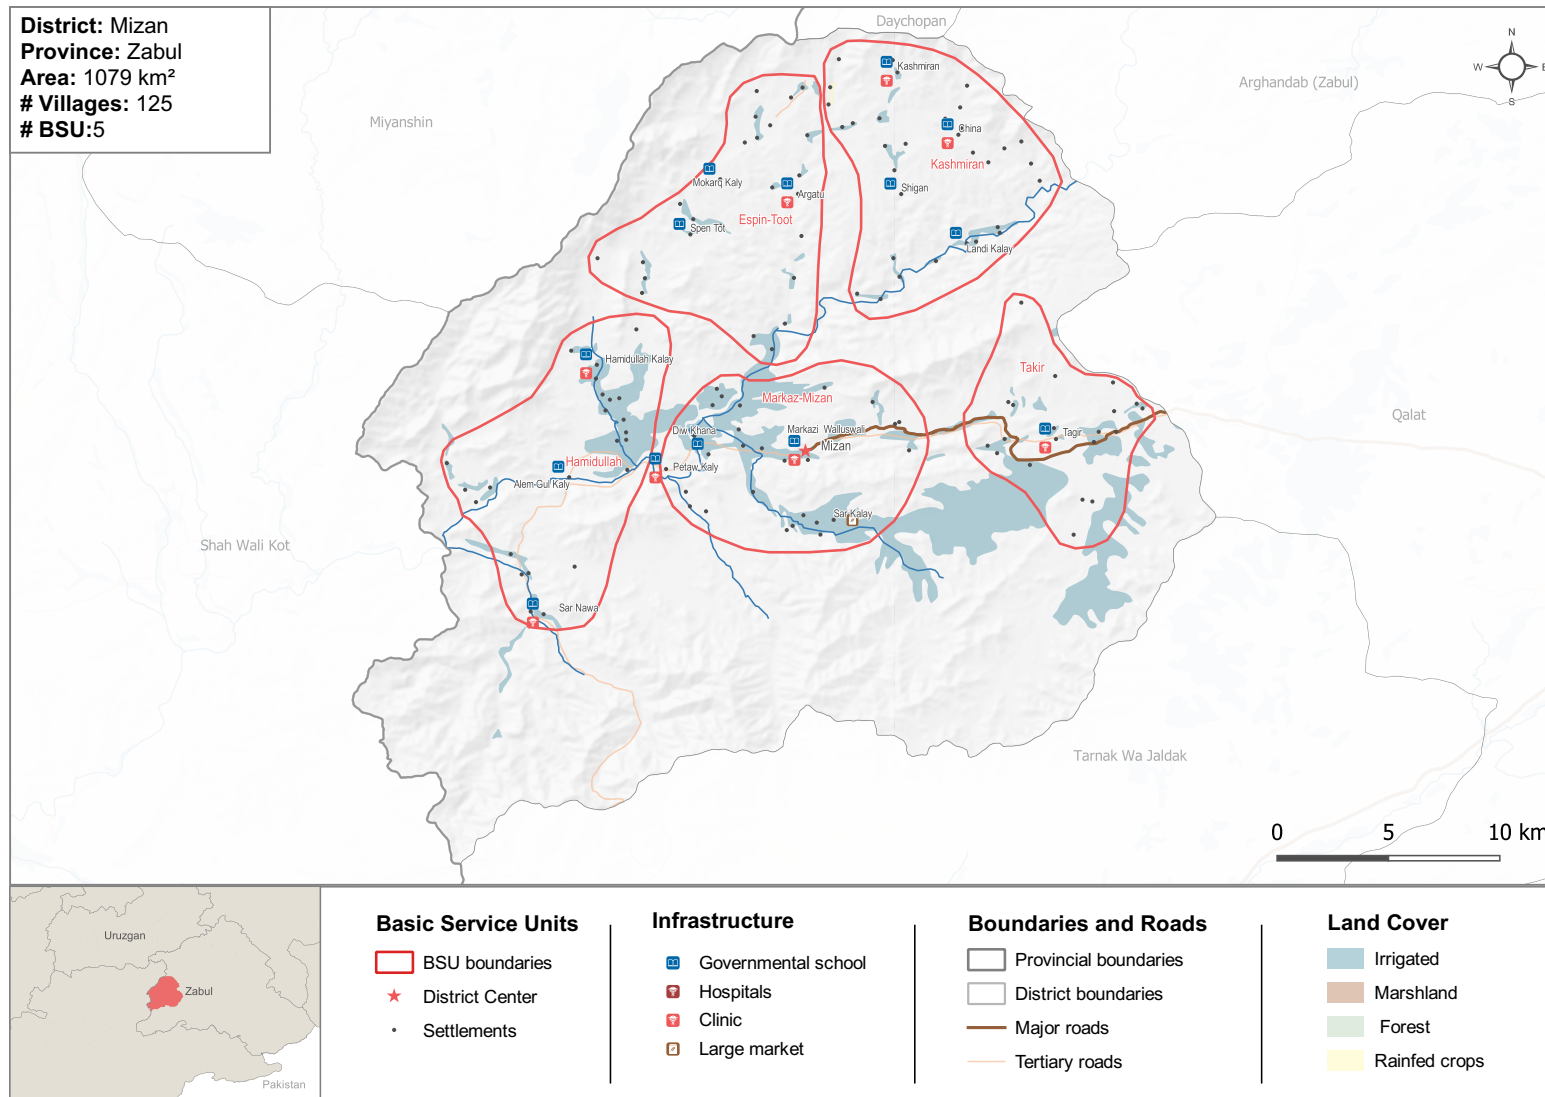 District: Mizan
Province: Zabul
Area: 1079 km²
# Villages: 125
# BSU:5
Daychopan
Arghandab (Zabul)
Miyanshin
Shah Wali Kot
Qalat
Tarnak Wa Jaldak
N
W
E
S
Kashmiran
China
Kashmiran
Shigan
Landi Kalay
Mokarq Kaly
Argatu
Espin-Toot
Spen Tot
Hamidullah Kalay
Hamidullah
Alem-Gul Kaly
Sar Nawa
Markaz-Mizan
Diw Khana
Markazi Walluswali
Mizan
Petaw Kaly
Sar Kalay
Takir
Tagir
0 5 10 km
Uruzgan
Zabul
Pakistan
Basic Service Units
BSU boundaries
District Center
Settlements
Infrastructure
Governmental school
Hospitals
Clinic
Large market
Boundaries and Roads
Provincial boundaries
District boundaries
Major roads
Tertiary roads
Land Cover
Irrigated
Marshland
Forest
Rainfed crops